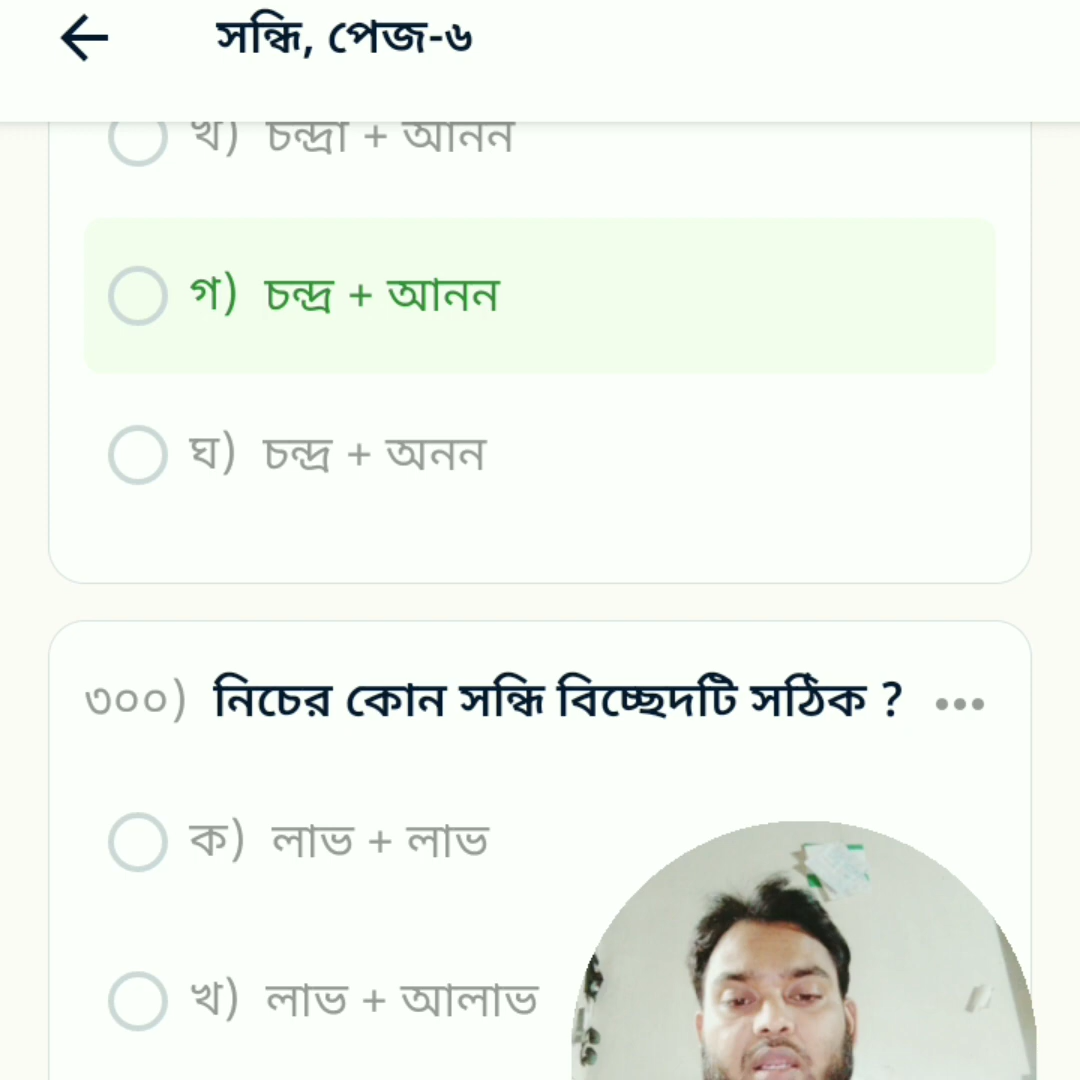 সন্ধি, পেজ-৬
খ) চন্দ্রা + আনন
গ) চন্দ্র + আনন
ঘ) চন্দ্র + অনন
৩০০) নিচের কোন সন্ধি বিচ্ছেদটি সঠিক ?
ক) লাভ + লাভ
খ) লাভ + আলাভ